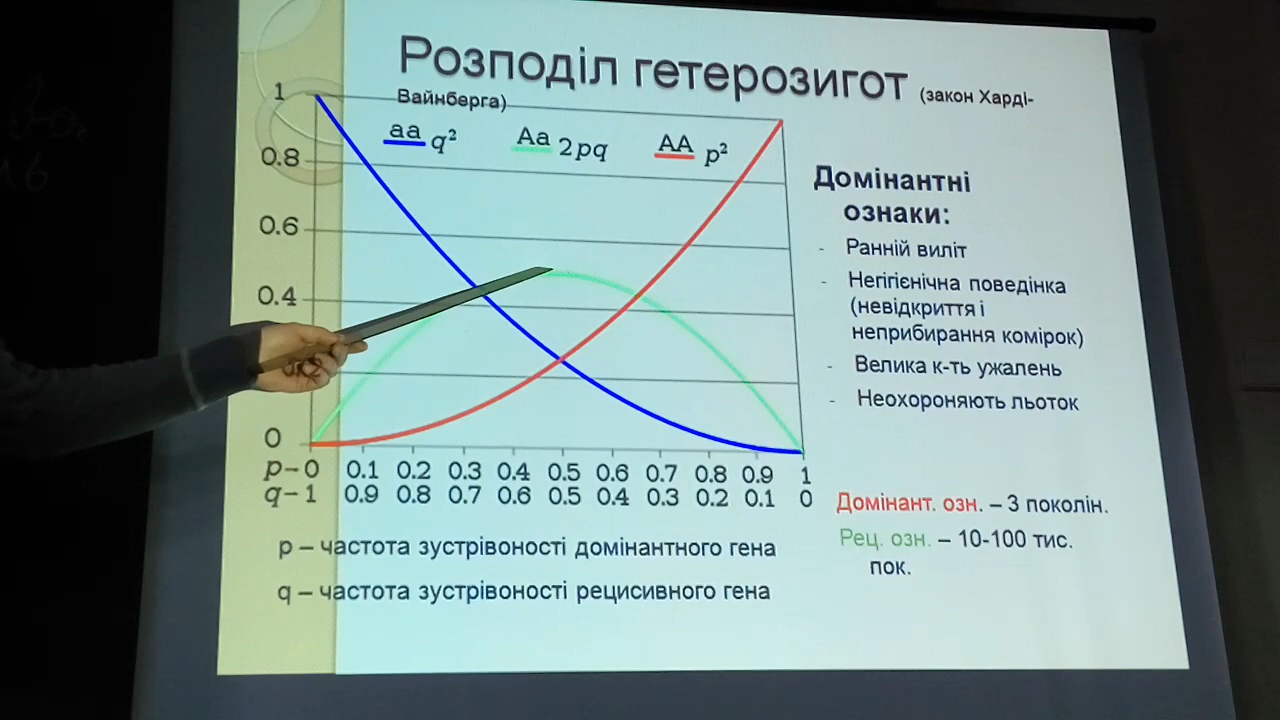 Розподіл гетерозигот (закон Харді-
Вайнберга)
1
0.8
0.6
0.4
0
aa q²
Aa 2pq
AA p²
p–0 0.1 0.2 0.3 0.4 0.5 0.6 0.7 0.8 0.9 1
q–1 0.9 0.8 0.7 0.6 0.5 0.4 0.3 0.2 0.1 0
p – частота зустрівоності домінантного гена
q – частота зустрівоності рецисивного гена
Домінантні
ознаки:
- Ранній виліт
- Негігієнічна поведінка
(невідкриття і
неприбирання комірок)
- Велика к-ть ужалень
- Неохороняють льоток
Домінант. озн. – 3 поколін.
Рец. озн. – 10-100 тис.
пок.